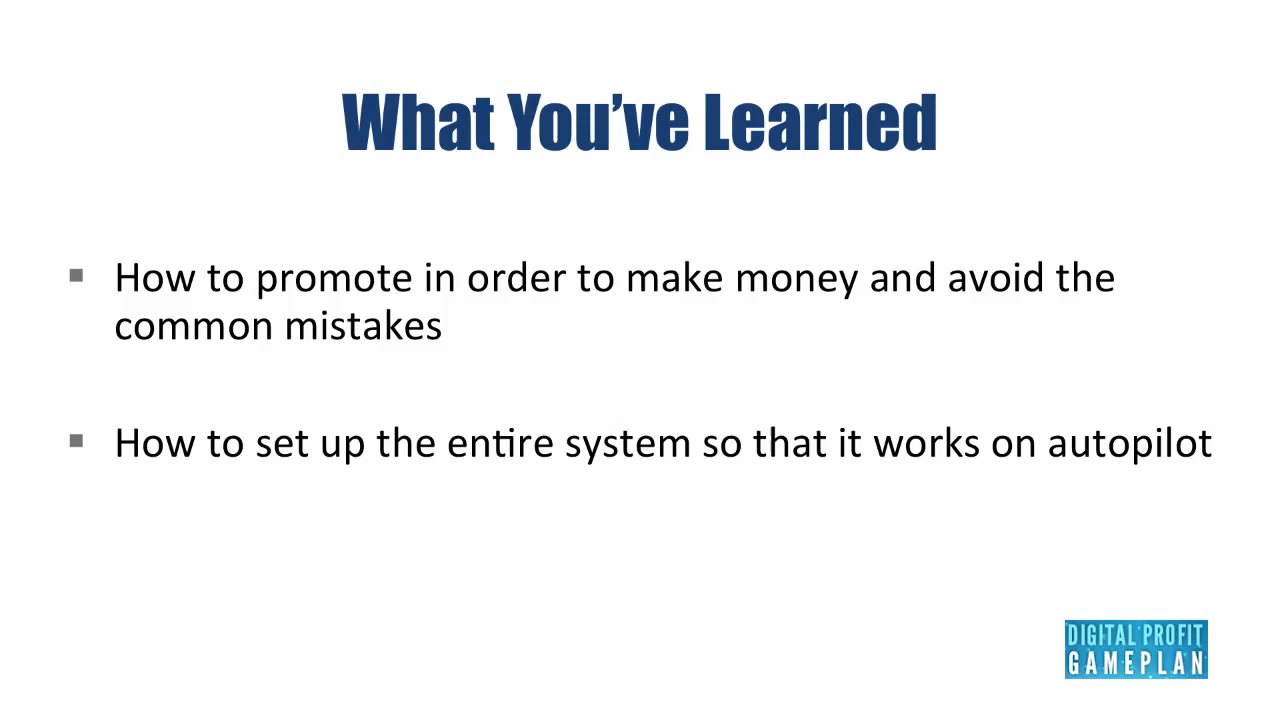 What You’ve Learned
▪ How to promote in order to make money and avoid the
common mistakes
▪ How to set up the entire system so that it works on autopilot
DIGITAL PROFIT
GAMEPLAN